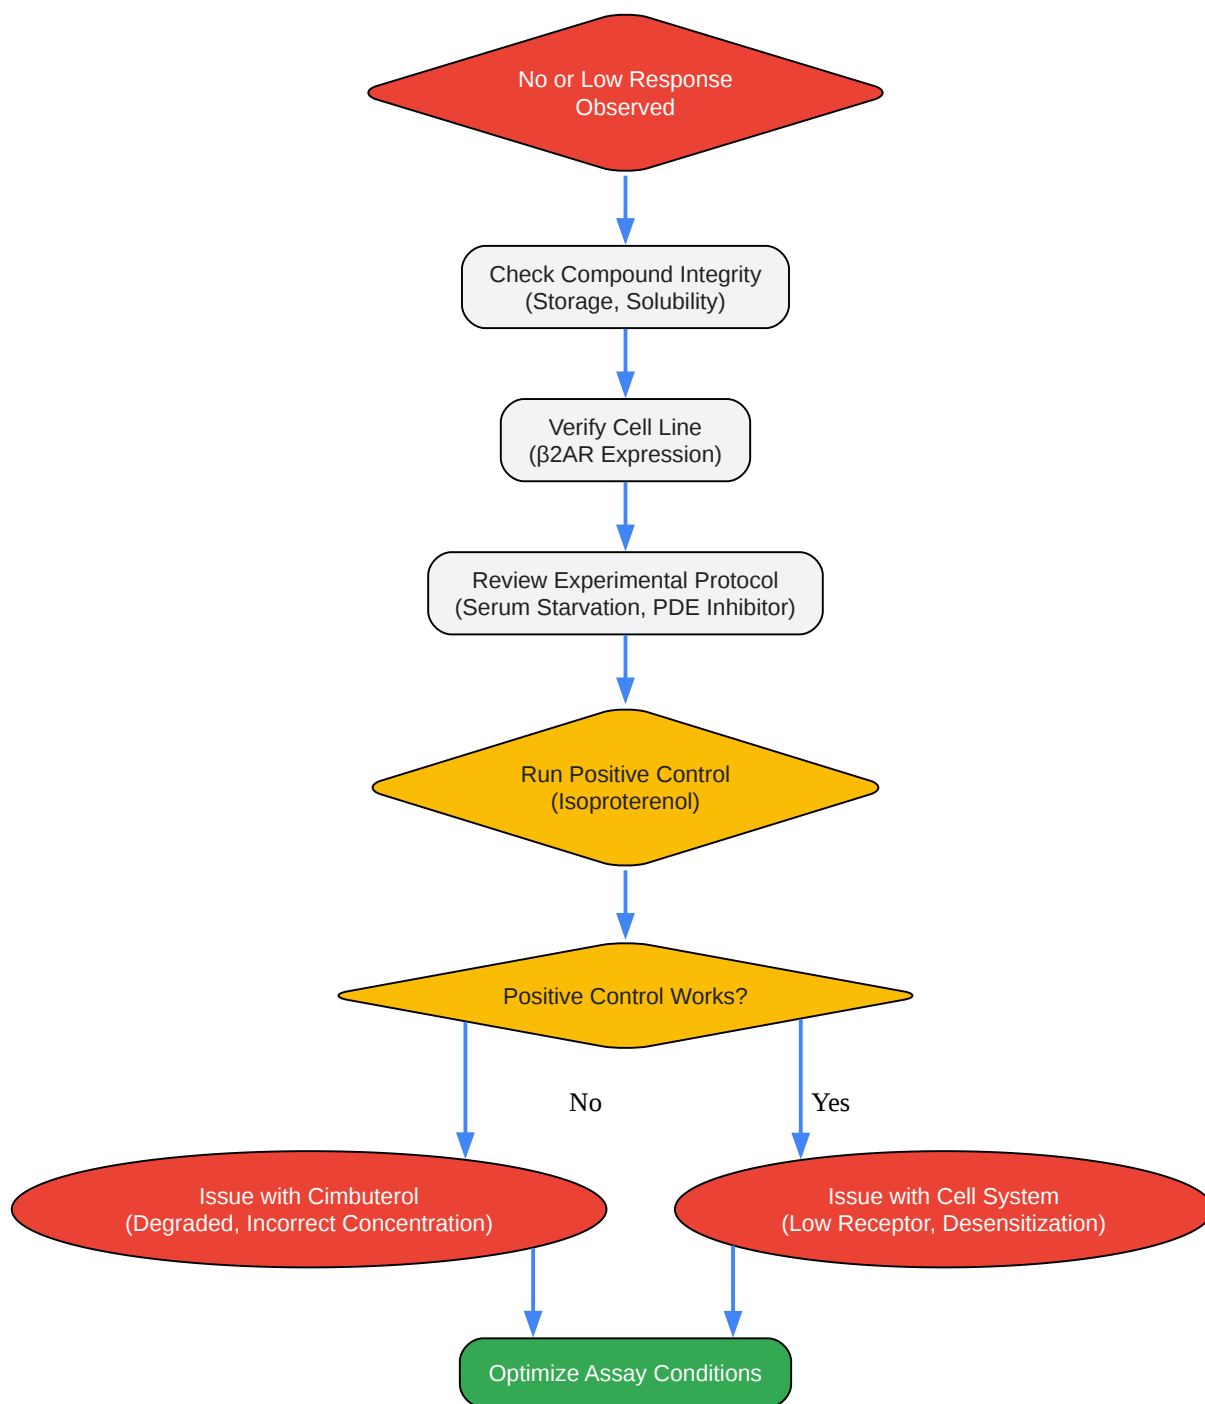 No or Low Response
Observed
Check Compound Integrity
(Storage, Solubility)
Verify Cell Line
(β2AR Expression)
Review Experimental Protocol
(Serum Starvation, PDE Inhibitor)
Run Positive Control
(Isoproterenol)
Positive Control Works?
No
Yes
Issue with Cimbuterol
(Degraded, Incorrect Concentration)
Issue with Cell System
(Low Receptor, Desensitization)
Optimize Assay Conditions